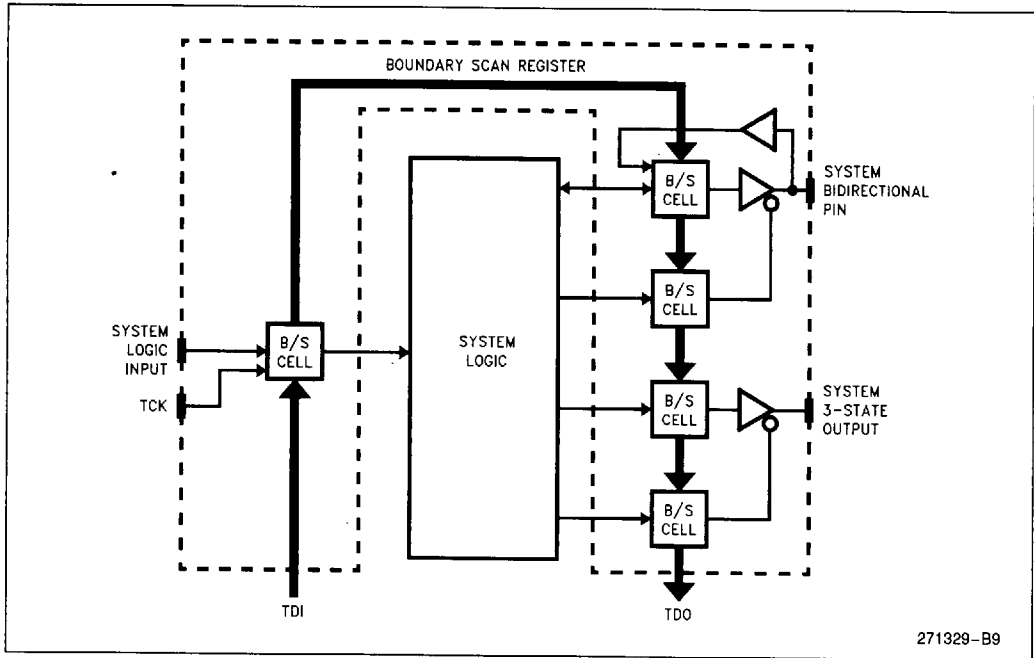 BOUNDARY SCAN REGISTER
B/S
CELL
SYSTEM
BIDIRECTIONAL
PIN
B/S
CELL
SYSTEM
LOGIC
INPUT
TCK
B/S
CELL
SYSTEM
LOGIC
B/S
CELL
SYSTEM
3-STATE
OUTPUT
B/S
CELL
TDI
TDO
271329-B9